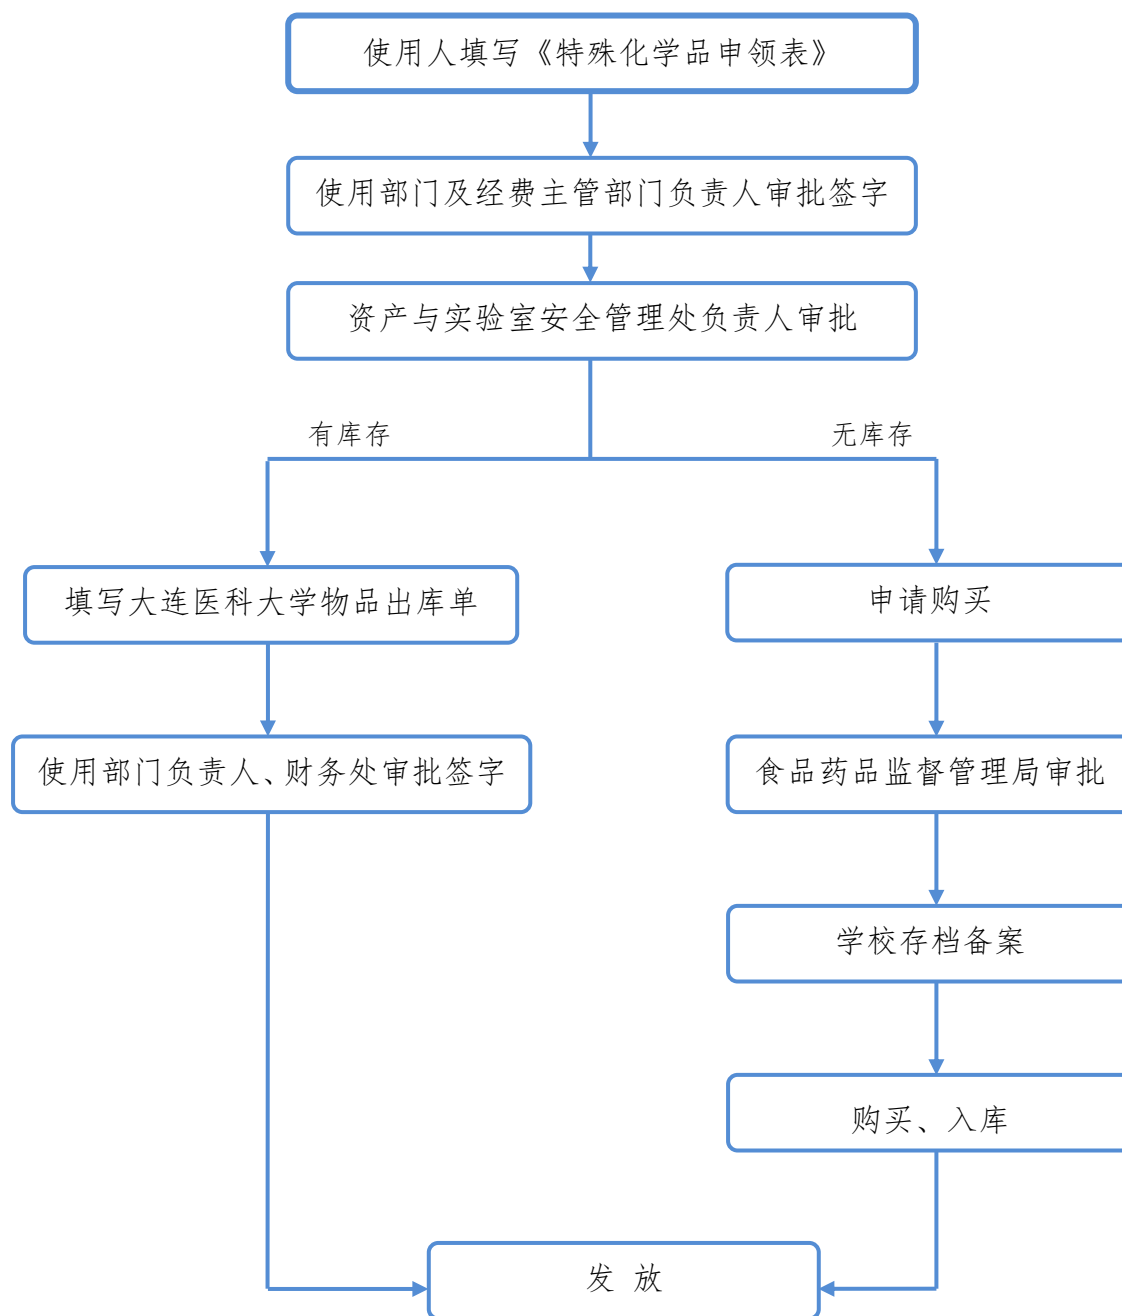 使用人填写《特殊化学品申领表》
使用部门及经费主管部门负责人审批签字
资产与实验室安全管理处负责人审批
有库存
无库存
填写大连医科大学物品出库单
申请购买
使用部门负责人、财务处审批签字
食品药品监督管理局审批
学校存档备案
购买、入库
发 放